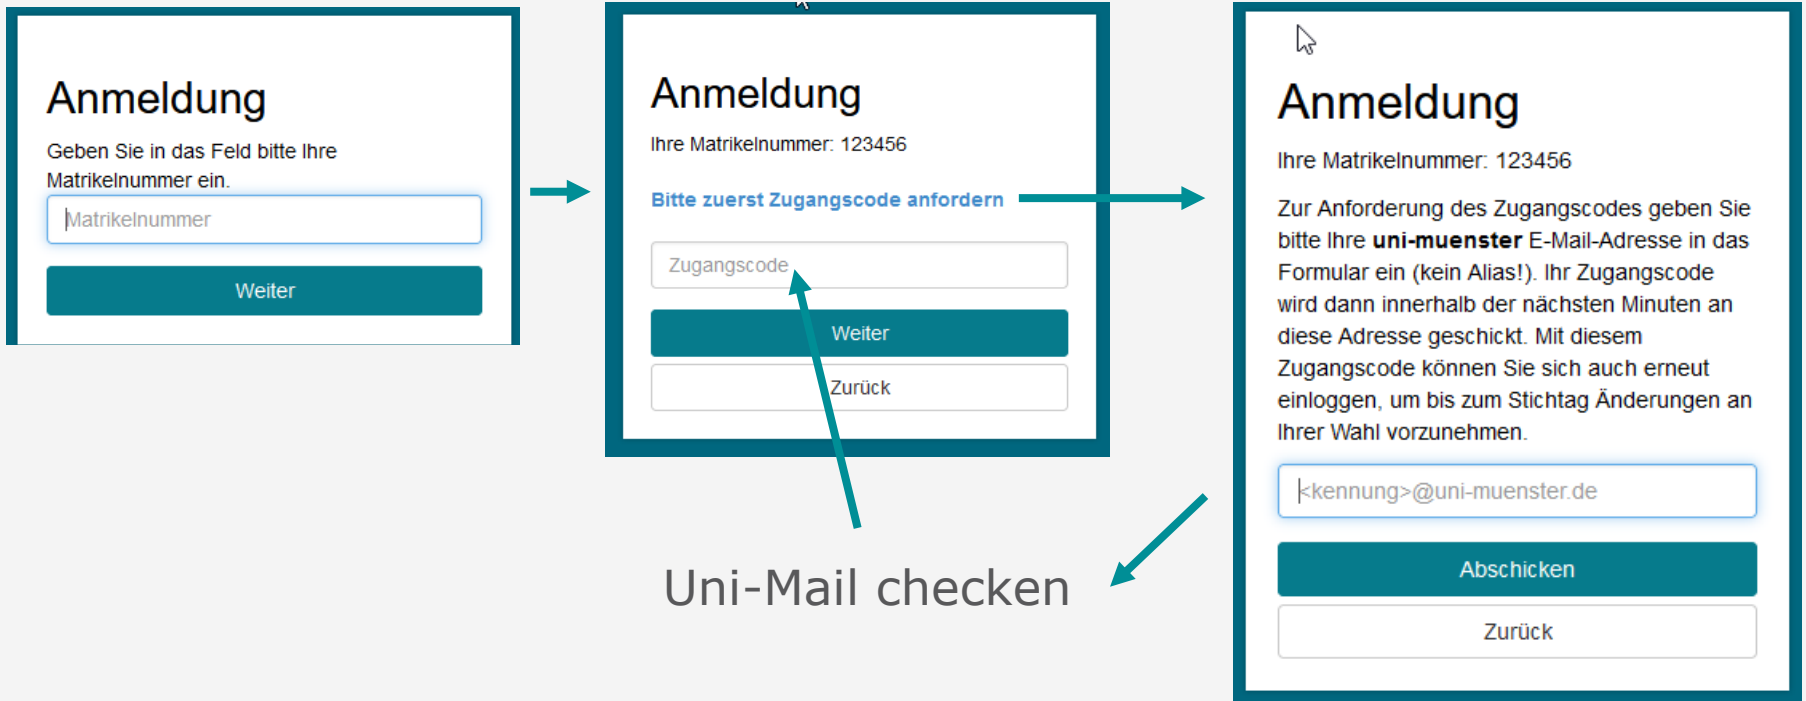 Anmeldung
Geben Sie in das Feld bitte Ihre
Matrikelnummer ein.
Matrikelnummer
Weiter
Anmeldung
Ihre Matrikelnummer: 123456
Bitte zuerst Zugangscode anfordern
Zugangscode
Weiter
Zurück
Anmeldung
Ihre Matrikelnummer: 123456
Zur Anforderung des Zugangscodes geben Sie
bitte Ihre uni-muenster E-Mail-Adresse in das
Formular ein (kein Alias!). Ihr Zugangscode
wird dann innerhalb der nächsten Minuten an
diese Adresse geschickt. Mit diesem
Zugangscode können Sie sich auch erneut
einloggen, um bis zum Stichtag Änderungen an
Ihrer Wahl vorzunehmen.
<kennung>@uni-muenster.de
Abschicken
Zurück
Uni-Mail checken